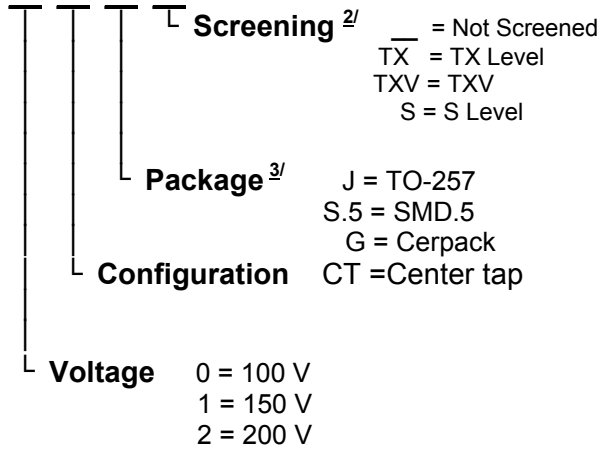 Screening 2/ __ = Not Screened
TX = TX Level
TXV = TXV
S = S Level
Package 3/ J = TO-257
S.5 = SMD.5
G = Cerpack
Configuration CT =Center tap
Voltage 0 = 100 V
1 = 150 V
2 = 200 V